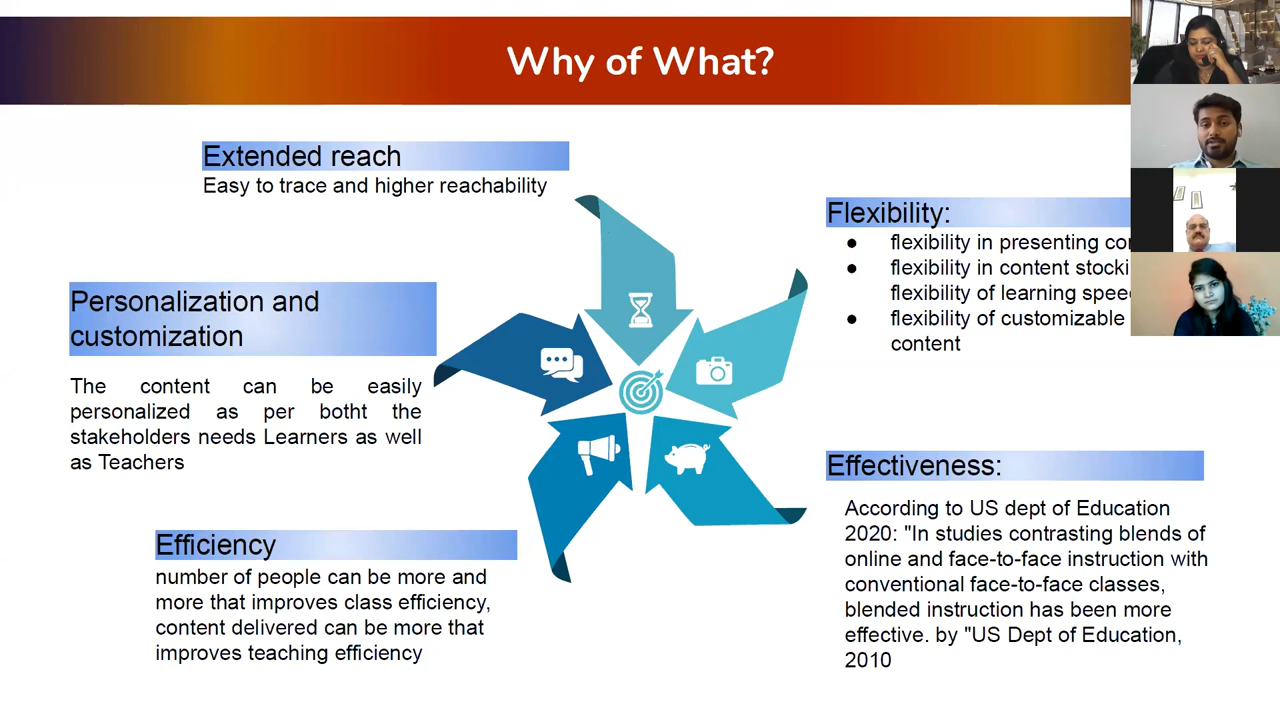 Why of What?
Extended reach
Easy to trace and higher reachability
Flexibility:
● flexibility in presenting
● flexibility in content
flexibility of learning
● flexibility of customizable
content
Personalization and
customization
The content can be easily
personalized as per botht the
stakeholders needs Learners as well
as Teachers
Effectiveness:
According to US dept of Education
2020: "In studies contrasting blends of
online and face-to-face instruction with
conventional face-to-face classes,
blended instruction has been more
effective. by "US Dept of Education,
2010
Efficiency
number of people can be more and
more that improves class efficiency,
content delivered can be more that
improves teaching efficiency